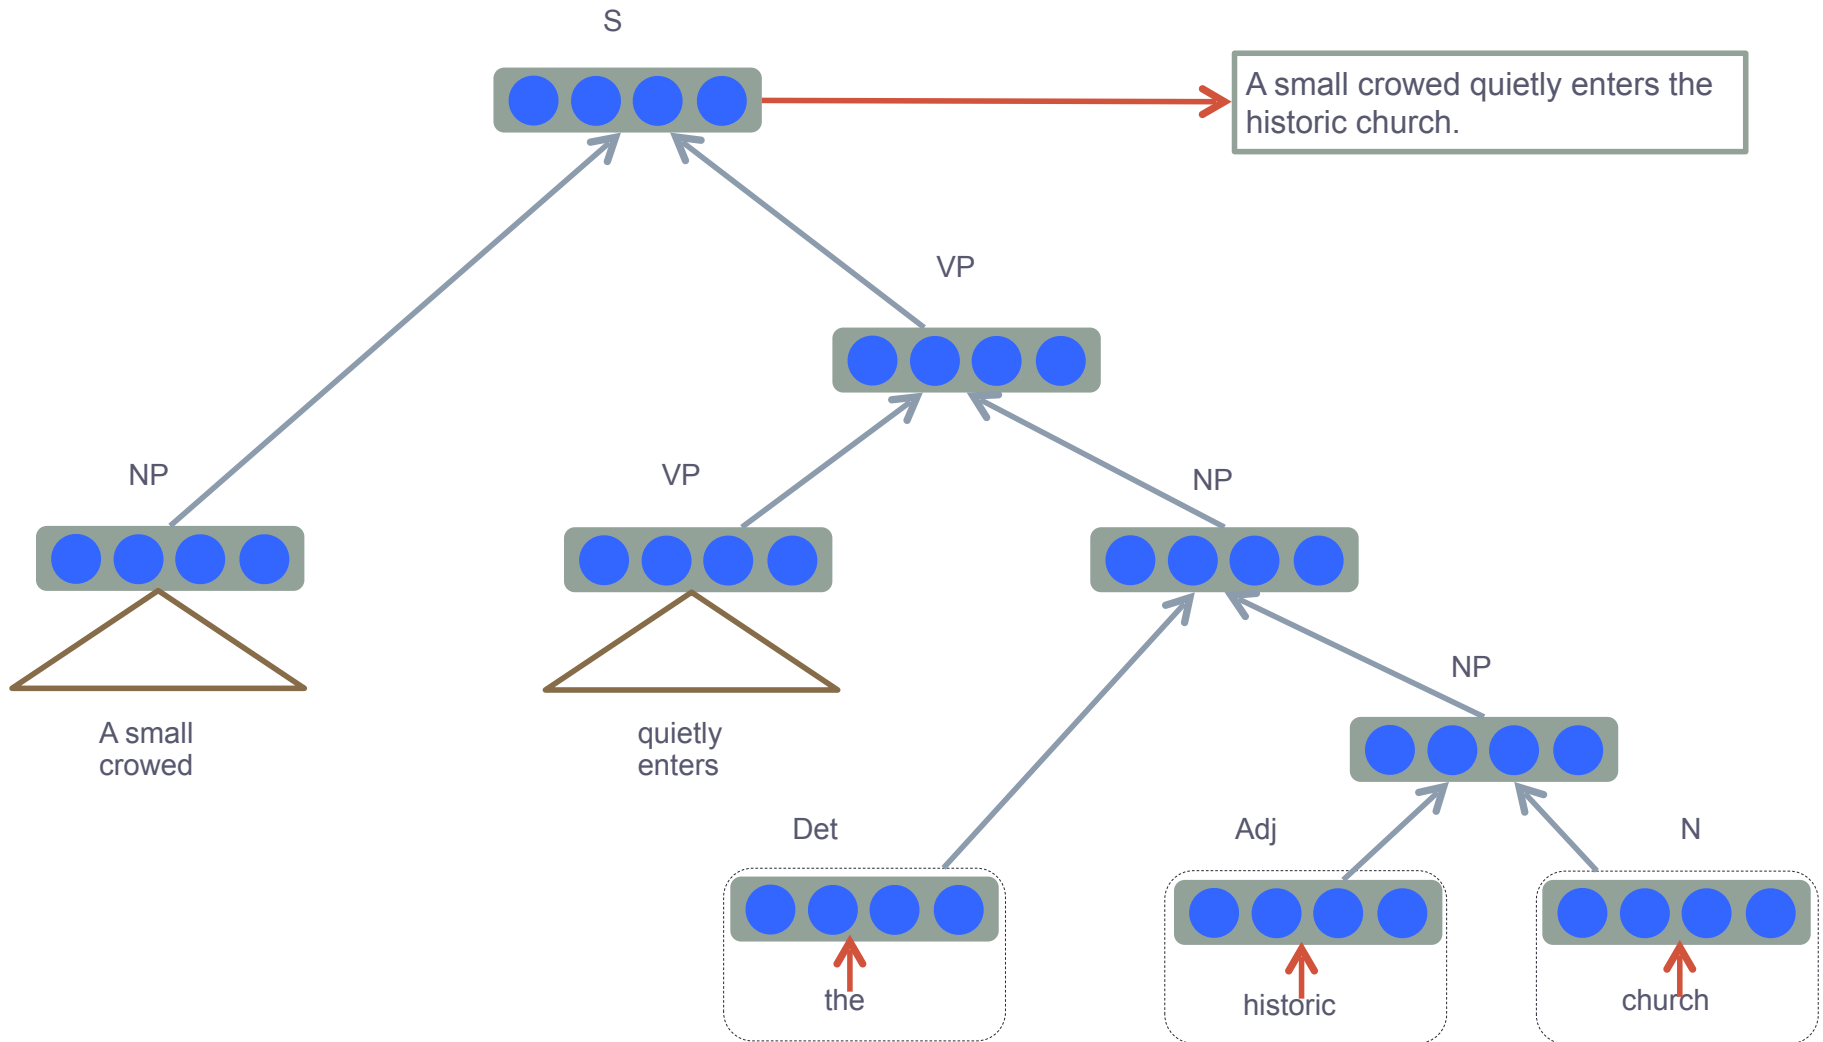 S
A small crowed quietly enters the
historic church.
VP
NP
VP
NP
NP
A small
crowed
quietly
enters
Det
Adj
N
the
historic
church